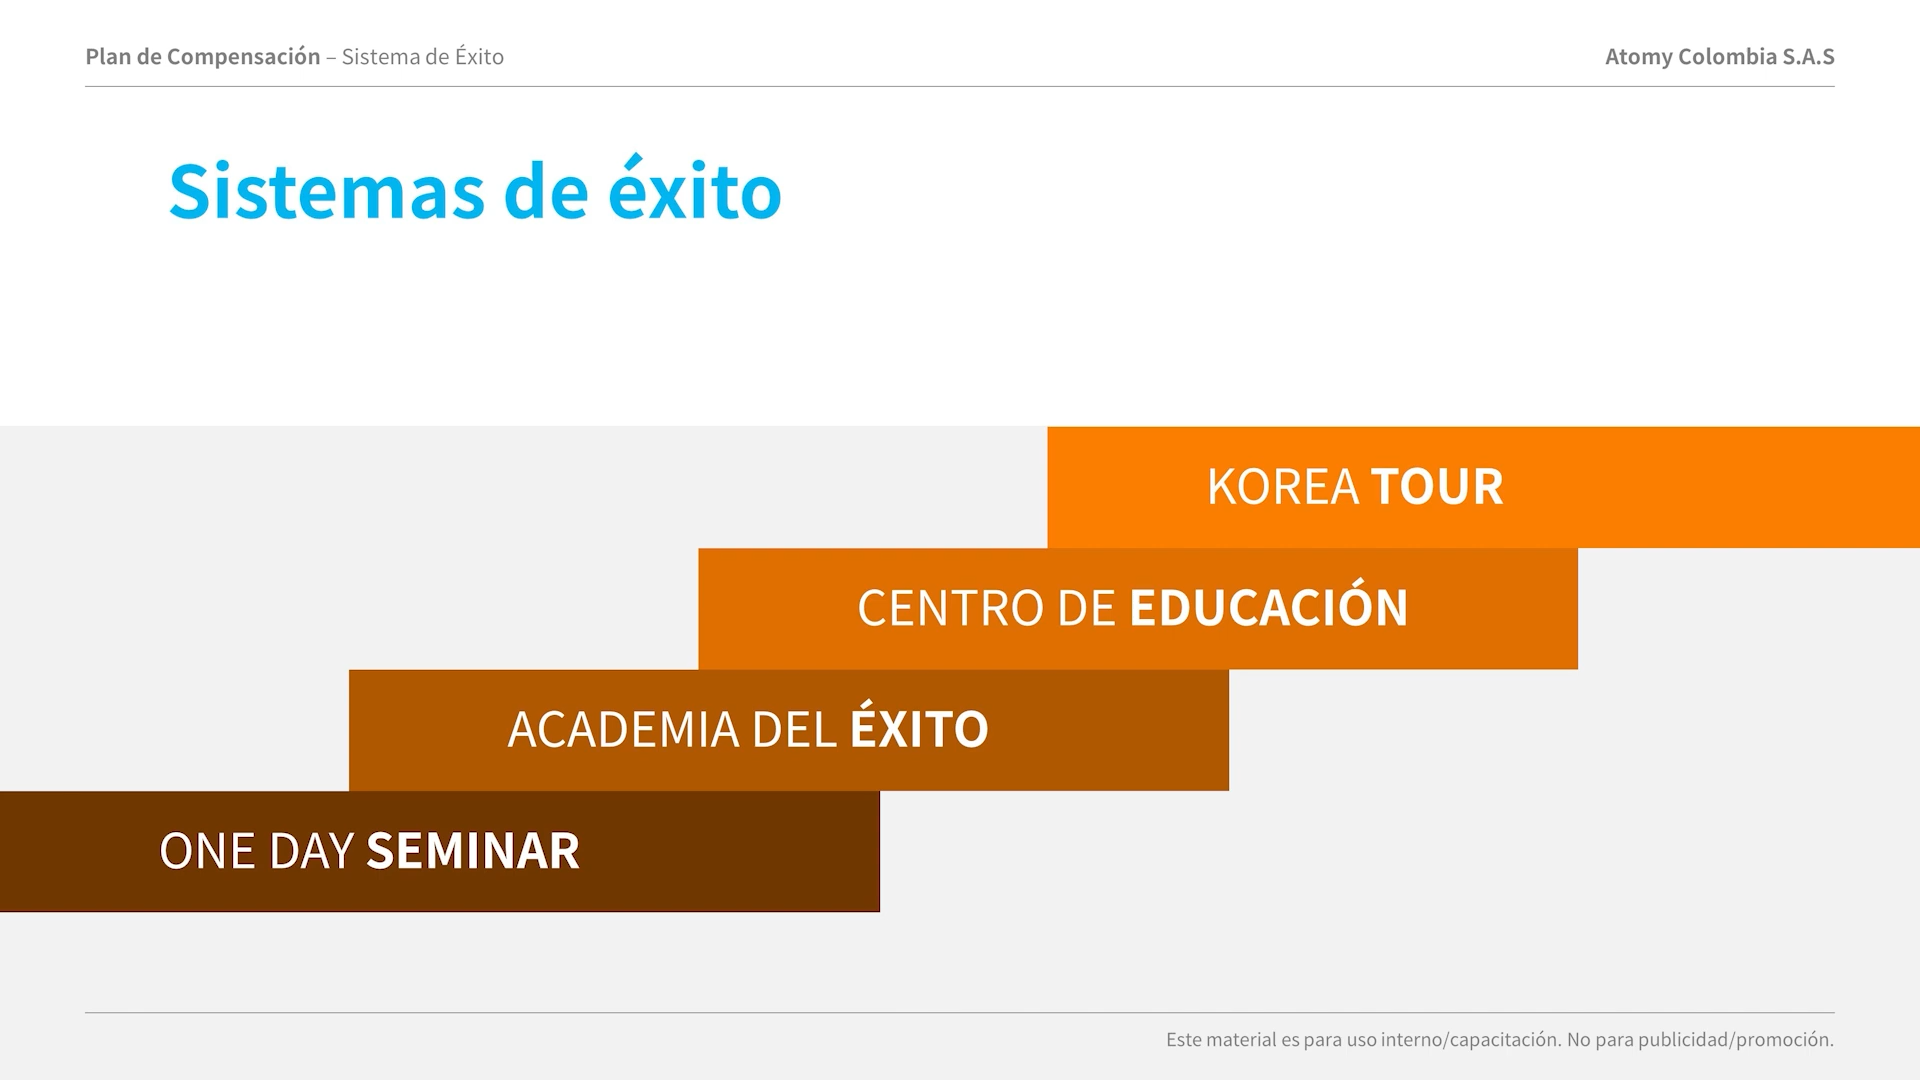 Plan de Compensación – Sistema de Éxito
Atomy Colombia S.A.S
Sistemas de éxito
KOREA TOUR
CENTRO DE EDUCACIÓN
ACADEMIA DEL ÉXITO
ONE DAY SEMINAR
Este material es para uso interno/capacitación. No para publicidad/promoción.